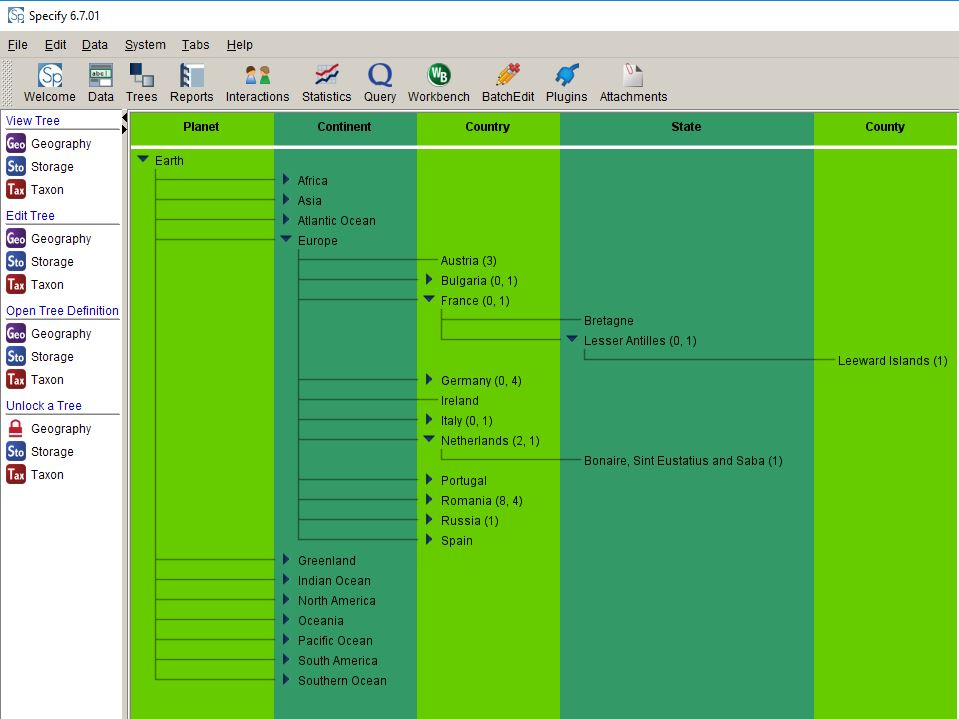 Sp Specify 6.7.01
File Edit Data System Tabs Help
Sp abcl WB
Welcome Data Trees Reports Interactions Statistics Query Workbench BatchEdit Plugins Attachments
View Tree
Geo Geography
Sto Storage
Tax Taxon
Edit Tree
Geo Geography
Sto Storage
Tax Taxon
Open Tree Definition
Geo Geography
Sto Storage
Tax Taxon
Unlock a Tree
Geography
Sto Storage
Tax Taxon
Planet Continent Country State County
Earth
Africa
Asia
Atlantic Ocean
Europe
Austria (3)
Bulgaria (0, 1)
France (0, 1)
Bretagne
Lesser Antilles (0, 1)
Leeward Islands (1)
Germany (0, 4)
Ireland
Italy (0, 1)
Netherlands (2, 1)
Bonaire, Sint Eustatius and Saba (1)
Portugal
Romania (8, 4)
Russia (1)
Spain
Greenland
Indian Ocean
North America
Oceania
Pacific Ocean
South America
Southern Ocean